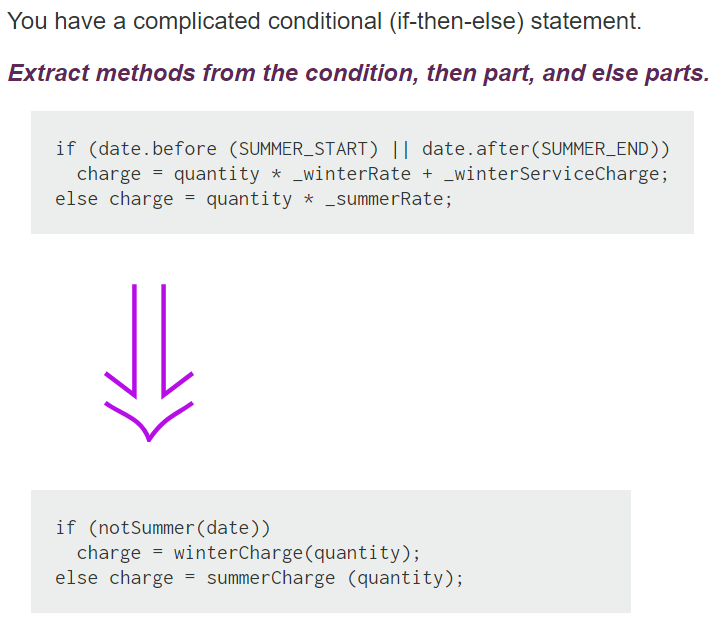 You have a complicated conditional (if-then-else) statement.
Extract methods from the condition, then part, and else parts.
if (date.before (SUMMER_START) || date.after(SUMMER_END))
  charge = quantity * _winterRate + _winterServiceCharge;
else charge = quantity * _summerRate;
if (notSummer(date))
  charge = winterCharge(quantity);
else charge = summerCharge (quantity);